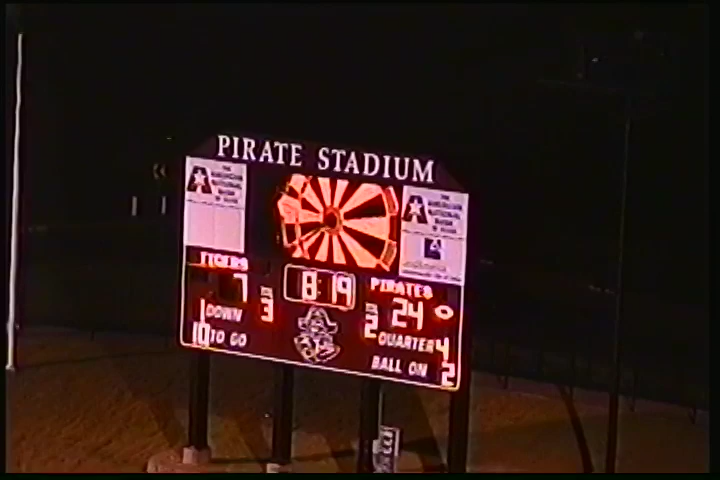 PIRATE STADIUM
TIGERS
7
3
8:19
PIRATES
24
2
1 DOWN
10 TO GO
QUARTER 4
BALL ON 2